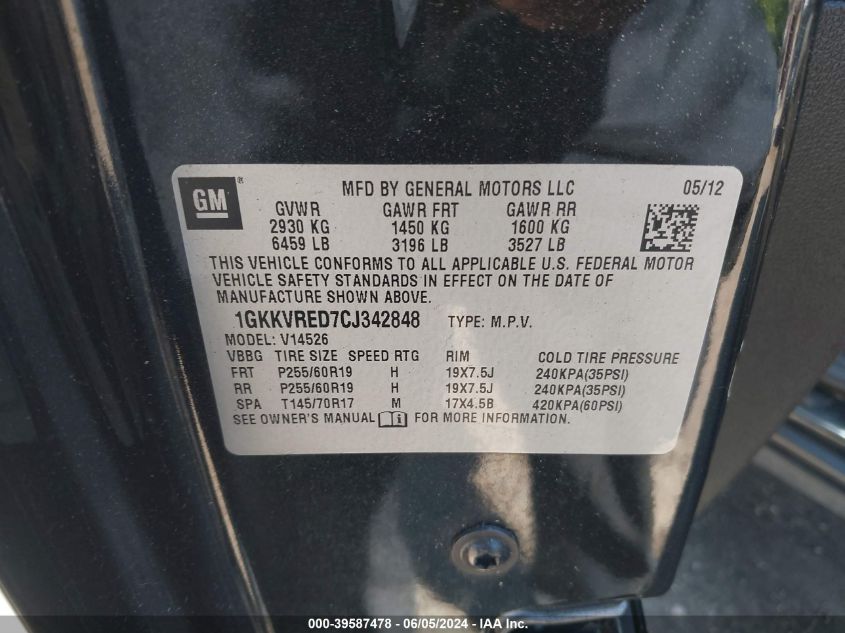 GM ® MFD BY GENERAL MOTORS LLC 05/12
GVWR GAWR FRT GAWR RR
2930 KG 1450 KG 1600 KG
6459 LB 3196 LB 3527 LB
THIS VEHICLE CONFORMS TO ALL APPLICABLE U.S. FEDERAL MOTOR
VEHICLE SAFETY STANDARDS IN EFFECT ON THE DATE OF
MANUFACTURE SHOWN ABOVE.
1GKKVRED7CJ342848 TYPE: M.P.V.
MODEL: V14526
VBBG TIRE SIZE SPEED RTG RIM COLD TIRE PRESSURE
FRT P255/60R19 H 19X7.5J 240KPA(35PSI)
RR P255/60R19 H 19X7.5J 240KPA(35PSI)
SPA T145/70R17 M 17X4.5B 420KPA(60PSI)
SEE OWNER'S MANUAL FOR MORE INFORMATION.
000-39587478 - 06/05/2024 - IAA Inc.